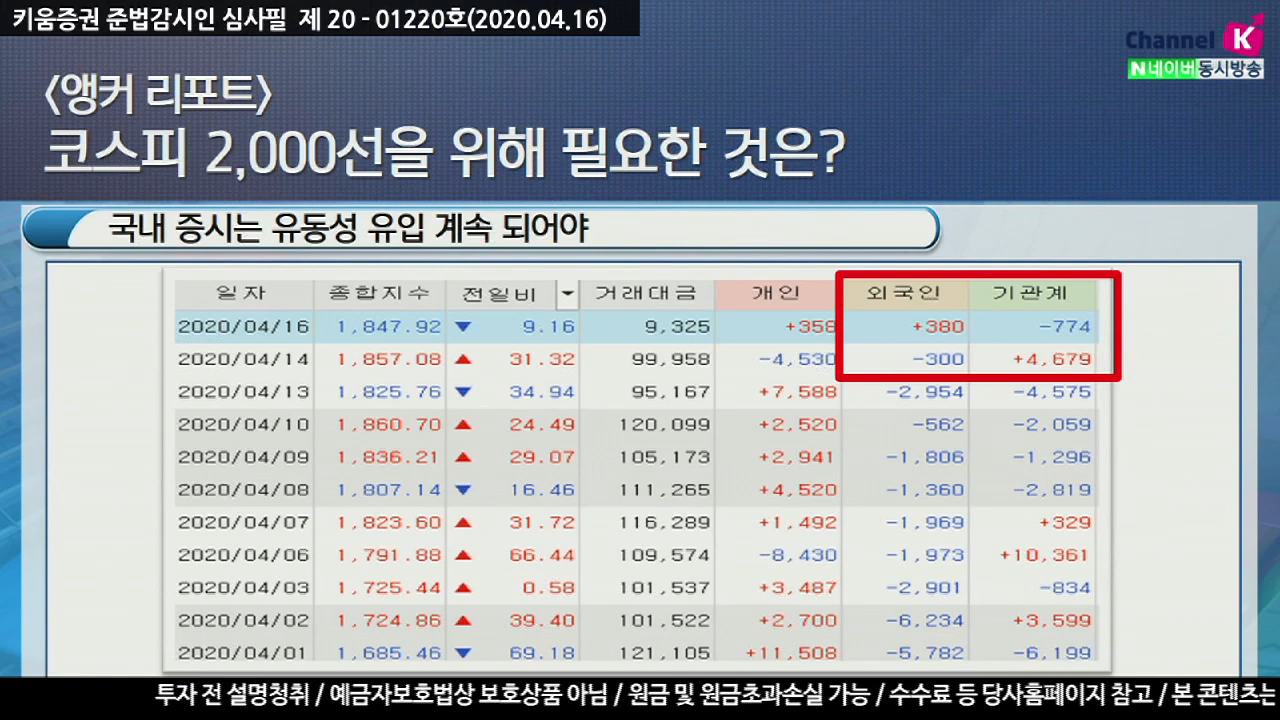 키움증권 준법감시인 심사필 제 20 - 01220호(2020.04.16)
Channel K
N 네이버 동시방송
<앵커 리포트>
코스피 2,000선을 위해 필요한 것은?
국내 증시는 유동성 유입 계속 되어야
일자 종합지수 전일비 ▼ 거래대금 개인 외국인 기관계
2020/04/16 1,847.92 ▼ 9.16 9,325 +358 +380 -774
2020/04/14 1,857.08 ▲ 31.32 99,958 -4,530 -300 +4,679
2020/04/13 1,825.76 ▼ 34.94 95,167 +7,588 -2,954 -4,575
2020/04/10 1,860.70 ▲ 24.49 120,099 +2,520 -562 -2,059
2020/04/09 1,836.21 ▲ 29.07 105,173 +2,941 -1,806 -1,296
2020/04/08 1,807.14 ▼ 16.46 111,265 +4,520 -1,360 -2,819
2020/04/07 1,823.60 ▲ 31.72 116,289 +1,492 -1,969 +329
2020/04/06 1,791.88 ▲ 66.44 109,574 -8,430 -1,973 +10,361
2020/04/03 1,725.44 ▲ 0.58 101,537 +3,487 -2,901 -834
2020/04/02 1,724.86 ▲ 39.40 101,522 +2,700 -6,234 +3,599
2020/04/01 1,685.46 ▼ 69.18 121,105 +11,508 -5,782 -6,199
투자 전 설명청취 / 예금자보호법상 보호상품 아님 / 원금 및 원금초과손실 가능 / 수수료 등 당사홈페이지 참고 / 본 콘텐츠는